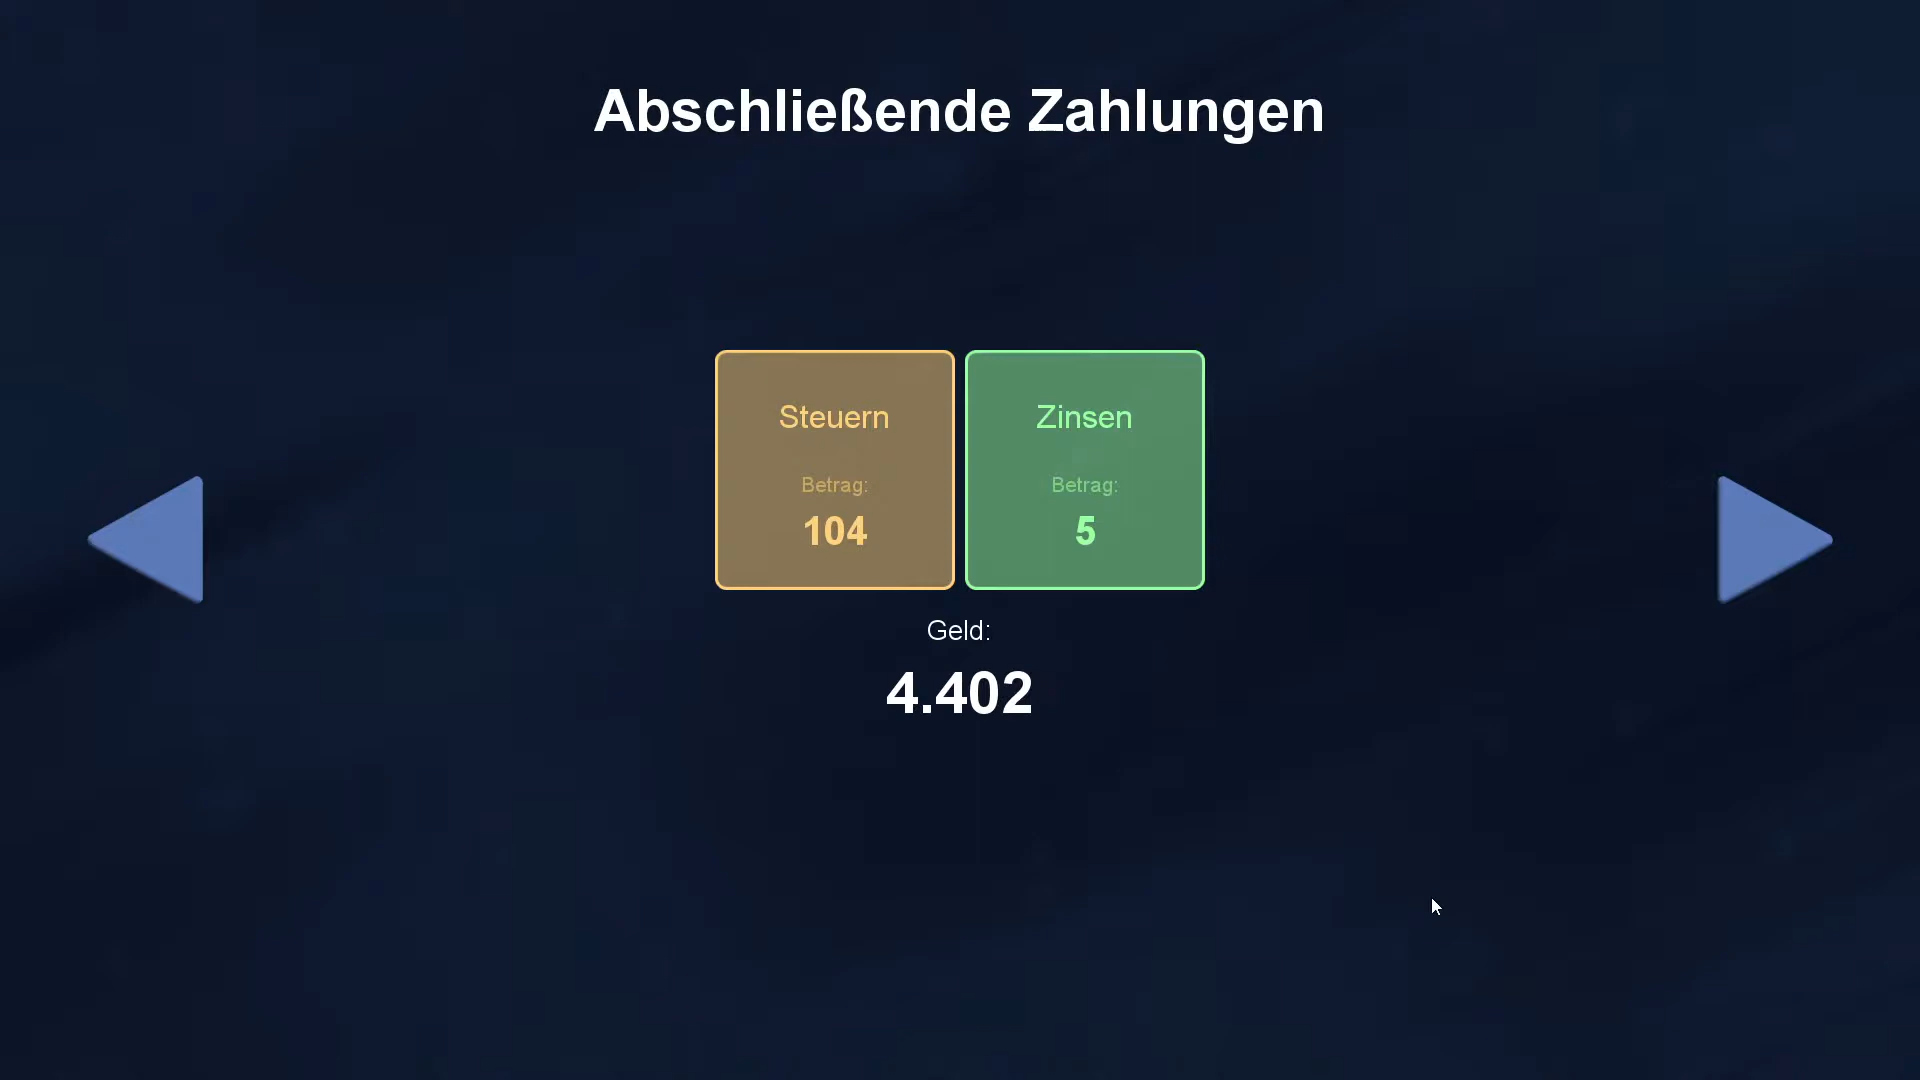 Abschließende Zahlungen
Steuern
Betrag:
104
Zinsen
Betrag:
5
Geld:
4.402